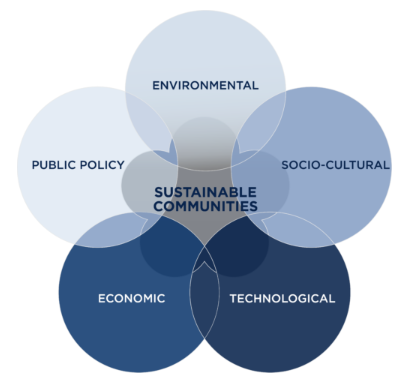 ENVIRONMENTAL
PUBLIC POLICY
SOCIO-CULTURAL
SUSTAINABLE
COMMUNITIES
ECONOMIC
TECHNOLOGICAL